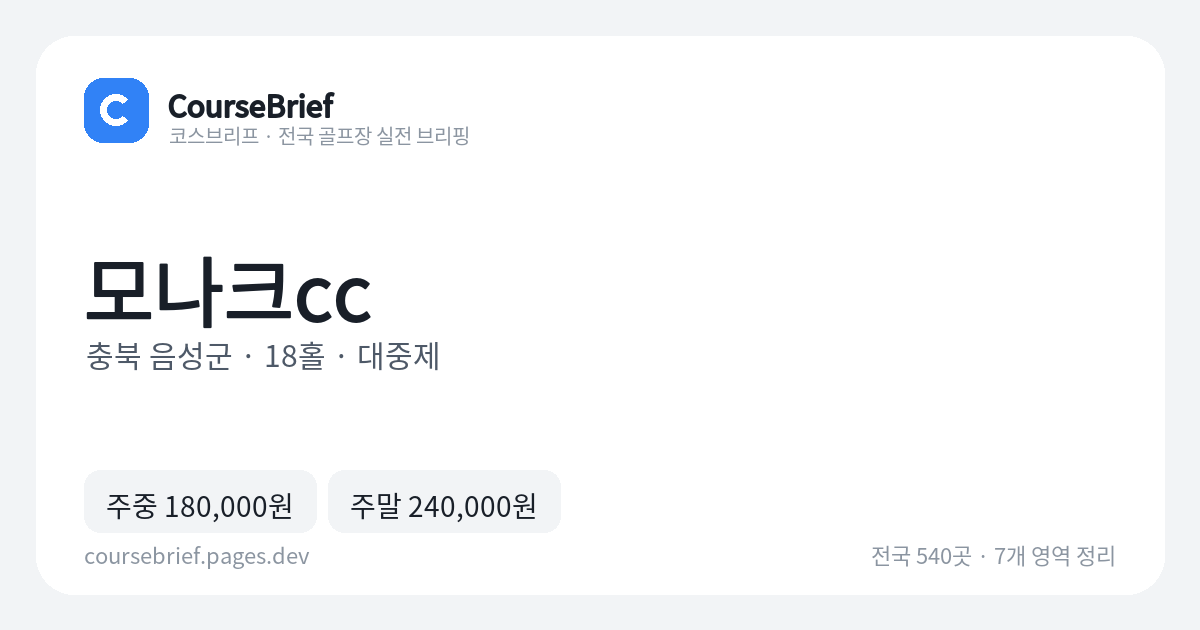 CourseBrief
코스브리프 · 전국 골프장 실전 브리핑
모나크cc
충북 음성군 · 18홀 · 대중제
주중 180,000원 주말 240,000원
coursebrief.pages.dev 전국 540곳 · 7개 영역 정리